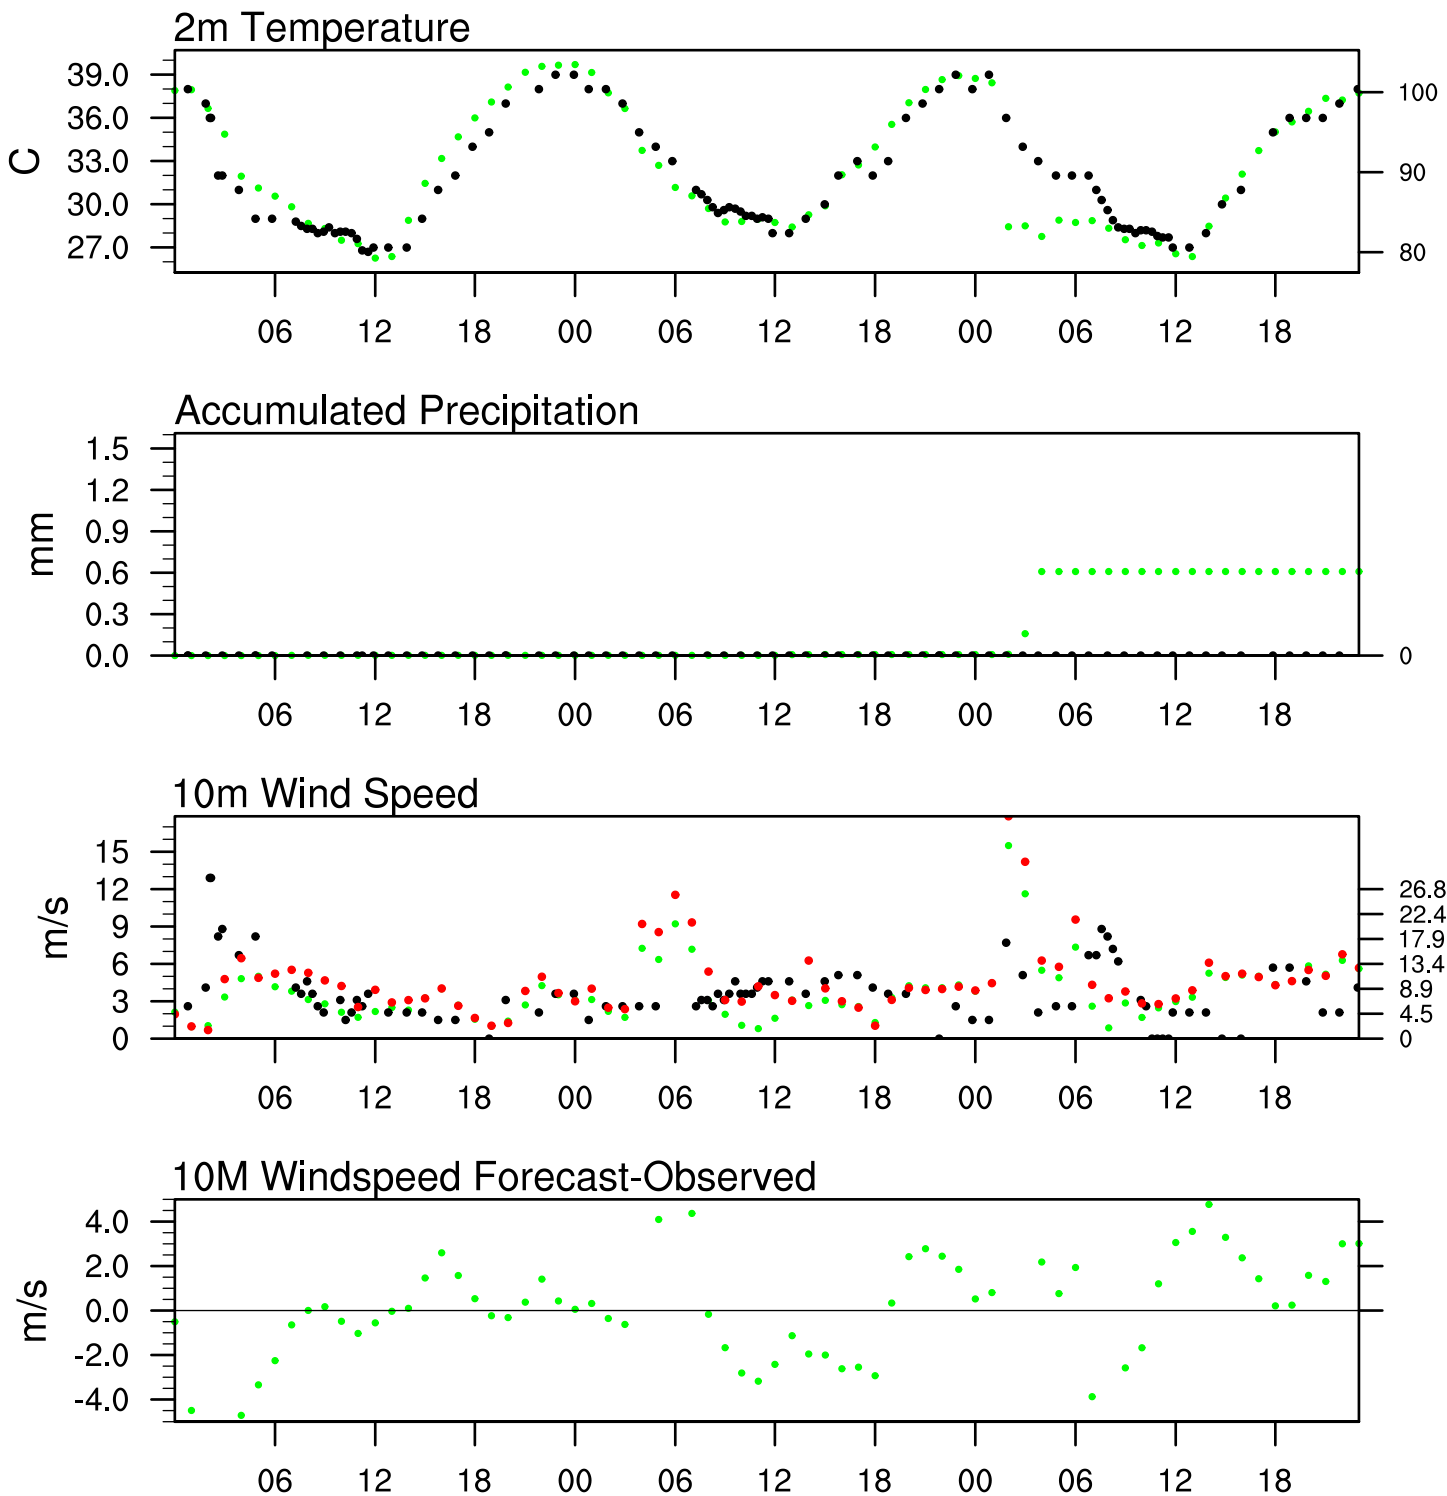 2m Temperature
39.0
36.0
33.0
30.0
27.0
C
100
90
80
06 12 18 00 06 12 18 00 06 12 18
Accumulated Precipitation
1.5
1.2
0.9
0.6
0.3
0.0
mm
0
06 12 18 00 06 12 18 00 06 12 18
10m Wind Speed
15
12
9
6
3
0
m/s
26.8
22.4
17.9
13.4
8.9
4.5
0
06 12 18 00 06 12 18 00 06 12 18
10M Windspeed Forecast-Observed
4.0
2.0
0.0
-2.0
-4.0
m/s
06 12 18 00 06 12 18 00 06 12 18